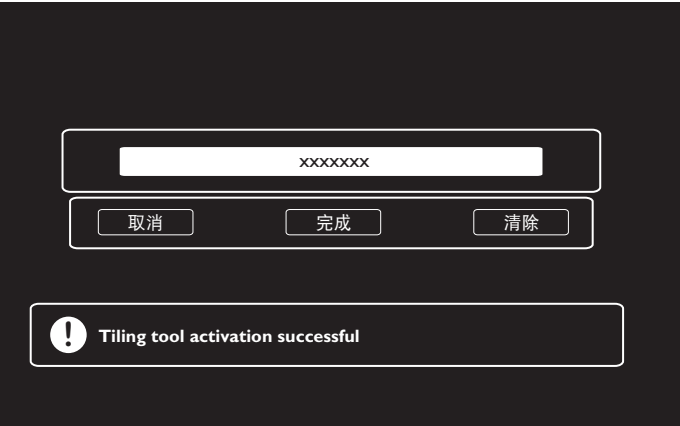 xxxxxxx
取消 完成 清除
Tiling tool activation successful